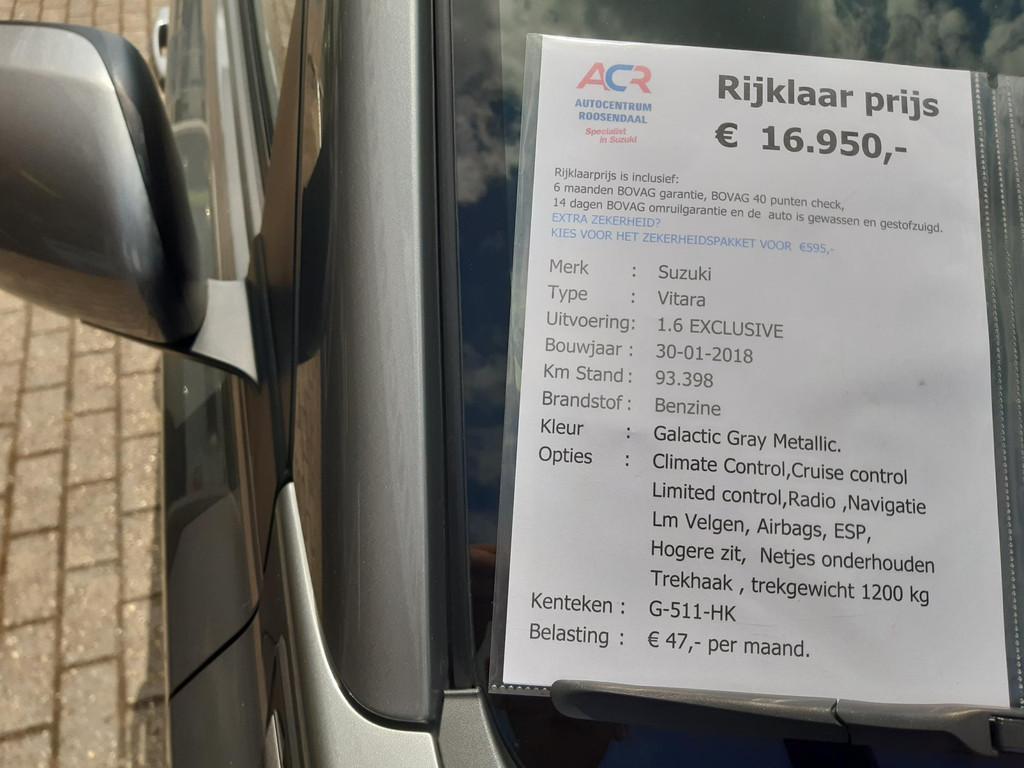 ACR
AUTOCENTRUM
ROOSENDAAL
Specialist
in Suzuki
Rijklaar prijs
€ 16.950,-
Rijklaarprijs is inclusief:
6 maanden BOVAG garantie, BOVAG 40 punten check,
14 dagen BOVAG omruilgarantie en de auto is gewassen en gestofzuigd.
EXTRA ZEKERHEID?
KIES VOOR HET ZEKERHEIDSPAKKET VOOR €595,-
Merk : Suzuki
Type : Vitara
Uitvoering: 1.6 EXCLUSIVE
Bouwjaar : 30-01-2018
Km Stand : 93.398
Brandstof : Benzine
Kleur : Galactic Gray Metallic.
Opties : Climate Control,Cruise control
Limited control,Radio ,Navigatie
Lm Velgen, Airbags, ESP,
Hogere zit, Netjes onderhouden
Trekhaak , trekgewicht 1200 kg
Kenteken : G-511-HK
Belasting : € 47,- per maand.